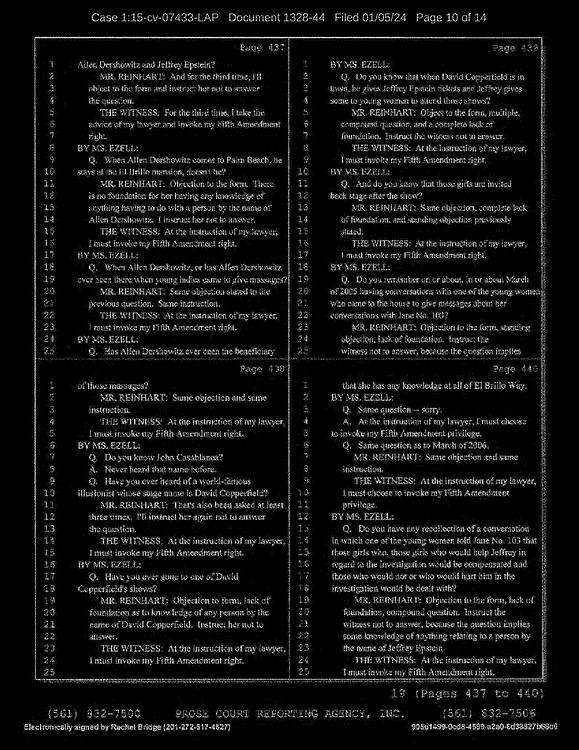 Case 1:15-cv-07433-LAP Document 1328-44 Filed 01/05/24 Page 10 of 14
Page 437
1 Allen Dershowitz and Jeffrey Epstein?
2 MR. REINHART: And for the third time, I'll
3 object to the form and instruct her not to answer
4 the question.
5 THE WITNESS: For the third time, I take the
6 advice of my lawyer and invoke my Fifth Amendment
7 right.
8 BY MS. EZELL:
9 Q. When Allen Dershowitz comes to Palm Beach, he
10 stays at the El Brillo mansion, doesn't he?
11 MR. REINHART: Objection to the form. There
12 is no foundation for her having any knowledge of
13 anything having to do with a person by the name of
14 Allen Dershowitz. I instruct her not to answer.
15 THE WITNESS: At the instruction of my lawyer,
16 I must invoke my Fifth Amendment right.
17 BY MS. EZELL:
18 Q. When Allen Dershowitz, or has Allen Dershowitz
19 ever been there when young ladies came to give massages?
20 MR. REINHART: Same objection stated to the
21 previous question. Same instruction.
22 THE WITNESS: At the instruction of my lawyer,
23 I must invoke my Fifth Amendment right.
24 BY MS. EZELL:
25 Q. Has Allen Dershowitz ever been the beneficiary
Page 438
1 of those massages?
2 MR. REINHART: Same objection and same
3 instruction.
4 THE WITNESS: At the instruction of my lawyer,
5 I must invoke my Fifth Amendment right.
6 BY MS. EZELL:
7 Q. Do you know John Casablanca?
8 A. Never heard that name before.
9 Q. Have you ever heard of a world-famous
10 illusionist whose stage name is David Copperfield?
11 MR. REINHART: That's also been asked at least
12 three times. I'll instruct her again not to answer
13 the question.
14 THE WITNESS: At the instruction of my lawyer,
15 I must invoke my Fifth Amendment right.
16 BY MS. EZELL:
17 Q. Have you ever gone to one of David
18 Copperfield's shows?
19 MR. REINHART: Objection to form, lack of
20 foundation as to knowledge of any person by the
21 name of David Copperfield. Instruct her not to
22 answer.
23 THE WITNESS: At the instruction of my lawyer,
24 I must invoke my Fifth Amendment right.
25
Page 439
1 BY MS. EZELL:
2 Q. Do you know that when David Copperfield is in
3 town, he gives Jeffrey Epstein tickets and Jeffrey gives
4 some to young women to attend those shows?
5 MR. REINHART: Object to the form, multiple,
6 compound question, and a complete lack of
7 foundation. Instruct the witness not to answer.
8 THE WITNESS: At the instruction of my lawyer,
9 I must invoke my Fifth Amendment right.
10 BY MS. EZELL:
11 Q. And do you know that those girls are invited
12 back stage after the show?
13 MR. REINHART: Same objection, complete lack
14 of foundation, and standing objection previously
15 stated.
16 THE WITNESS: At the instruction of my lawyer,
17 I must invoke my Fifth Amendment right.
18 BY MS. EZELL:
19 Q. Do you remember on or about, in or about March
20 of 2005 having conversations with one of the young women
21 who came to the house to give massages about her
22 conversations with Jane No. 103?
23 MR. REINHART: Objection to the form, standing
24 objection, lack of foundation. Instruct the
25 witness not to answer, because the question implies
Page 440
1 that she has any knowledge at all of El Brillo Way.
2 BY MS. EZELL:
3 Q. Same question -- sorry.
4 A. At the instruction of my lawyer, I must choose
5 to invoke my Fifth Amendment privilege.
6 Q. Same question as to March of 2006.
7 MR. REINHART: Same objection and same
8 instruction.
9 THE WITNESS: At the instruction of my lawyer,
10 I must choose to invoke my Fifth Amendment
11 privilege.
12 BY MS. EZELL:
13 Q. Do you have any recollection of a conversation
14 in which one of the young women told Jane No. 103 that
15 those girls who, those girls who would help Jeffrey in
16 regard to the investigation would be compensated and
17 those who would not or who would hurt him in the
18 investigation would be dealt with?
19 MR. REINHART: Objection to the form, lack of
20 foundation, compound question. Instruct the
21 witness not to answer, because the question implies
22 some knowledge of anything relating to a person by
23 the name of Jeffrey Epstein.
24 THE WITNESS: At the instruction of my lawyer,
25 I must invoke my Fifth Amendment right.
19 (Pages 437 to 440)
(561) 832-7500 PROSE COURT REPORTING AGENCY, INC. (561) 832-7506
Electronically signed by Rachel Bridge (201-272-517-4627)